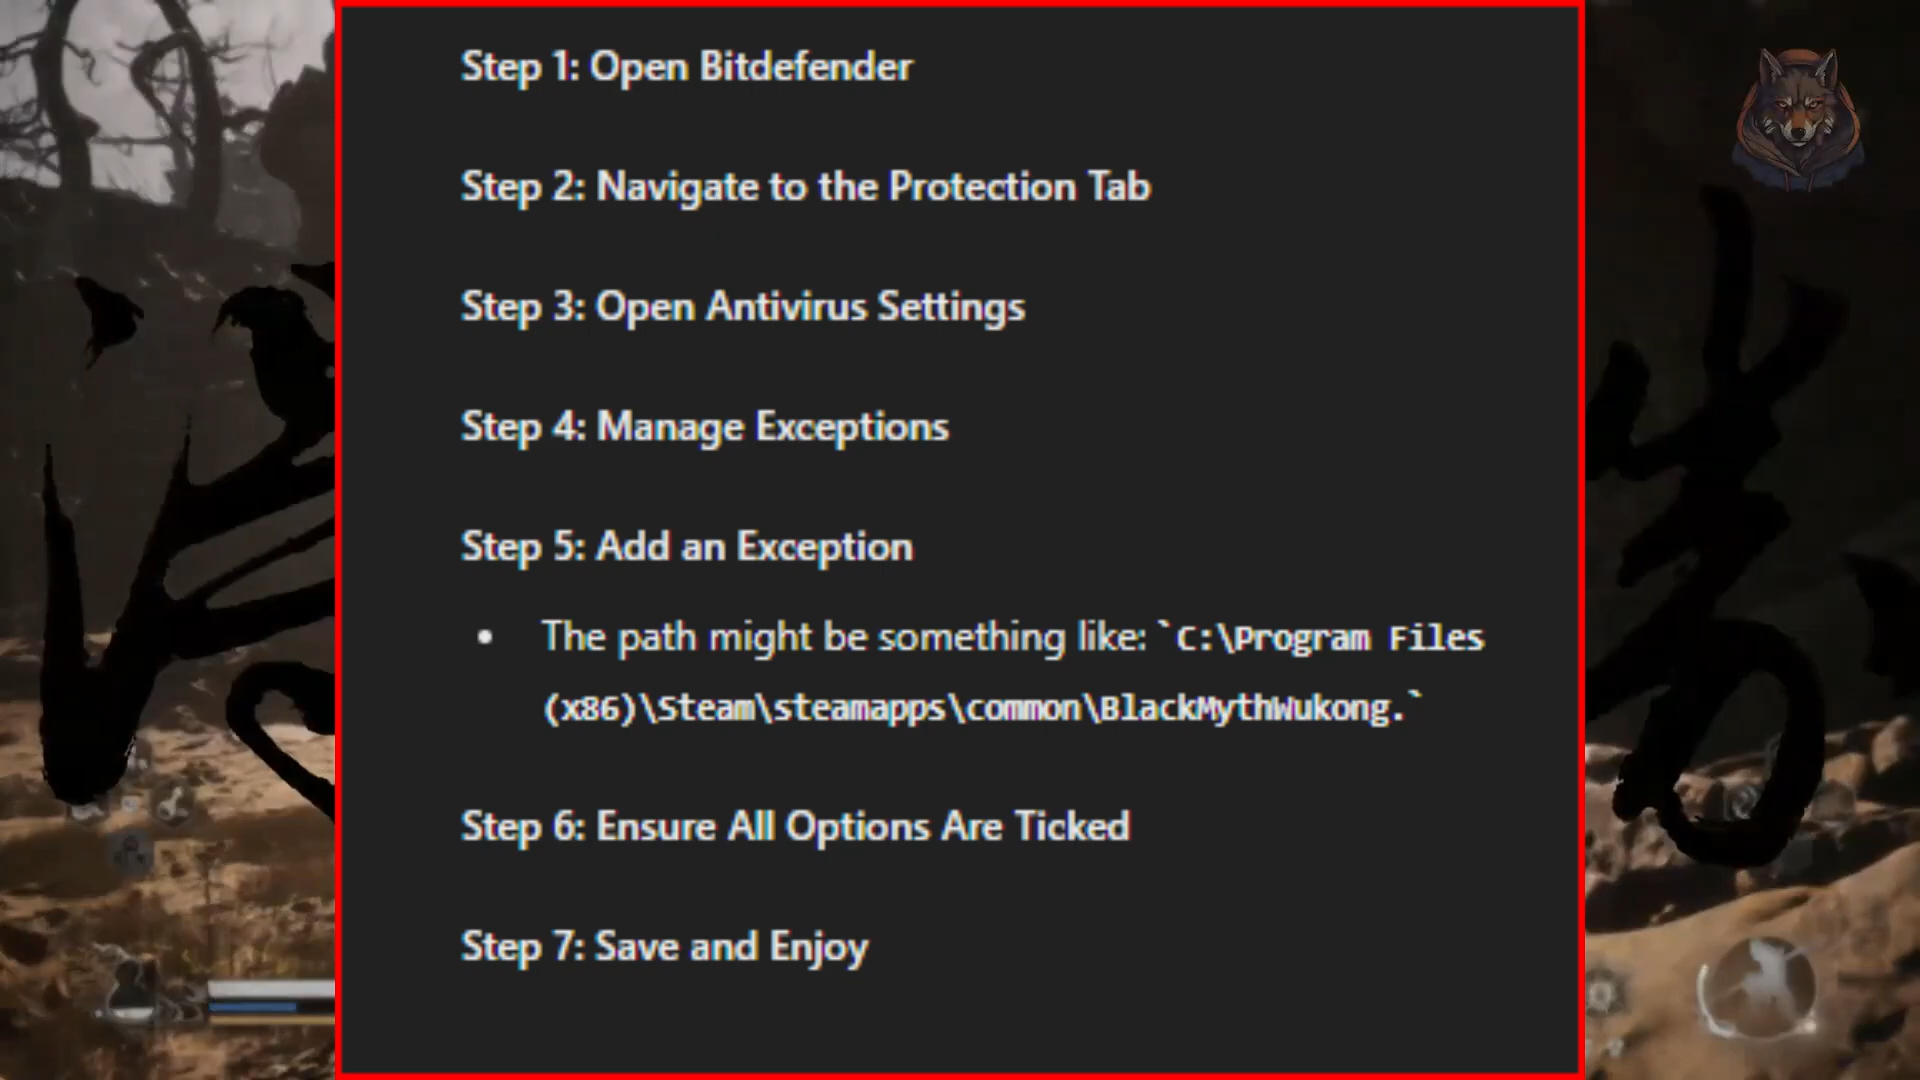 Step 1: Open Bitdefender
Step 2: Navigate to the Protection Tab
Step 3: Open Antivirus Settings
Step 4: Manage Exceptions
Step 5: Add an Exception
• The path might be something like: `C:\Program Files
(x86)\Steam\steamapps\common\BlackMythWukong.`
Step 6: Ensure All Options Are Ticked
Step 7: Save and Enjoy